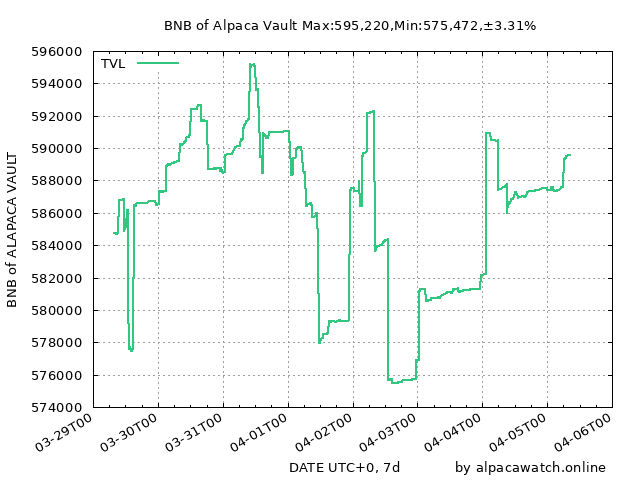 BNB of Alpaca Vault Max:595,220,Min:575,472,±3.31%
TVL
BNB of ALAPACA VAULT
596000
594000
592000
590000
588000
586000
584000
582000
580000
578000
576000
574000
03-29T00
03-30T00
03-31T00
04-01T00
04-02T00
04-03T00
04-04T00
04-05T00
04-06T00
DATE UTC+0, 7d
by alpacawatch.online